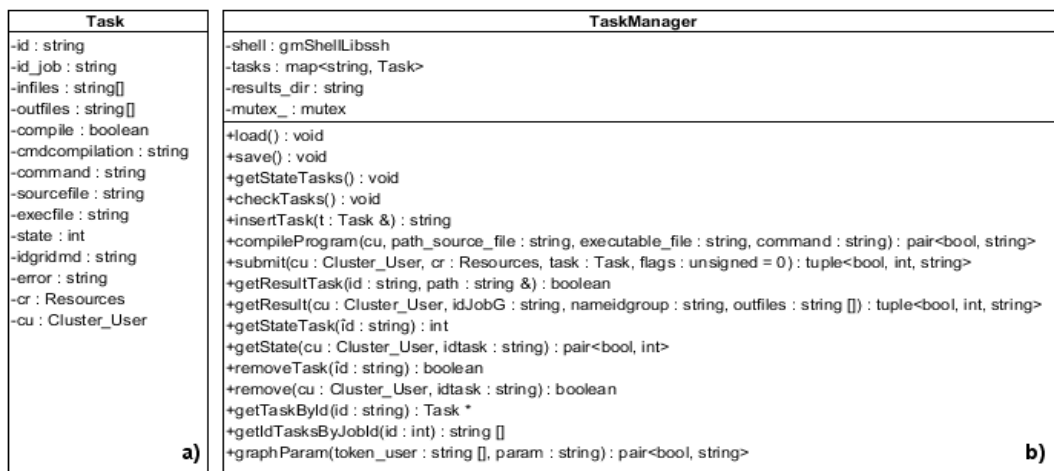 Task
-id : string
-id_job : string
-infiles : string[]
-outfiles : string[]
-compile : boolean
-cmdcompilation : string
-command : string
-sourcefile : string
-execfile : string
-state : int
-idgridmd : string
-error : string
-cr : Resources
-cu : Cluster_User
a)
TaskManager
-shell : gmShellLibssh
-tasks : map<string, Task>
-results_dir : string
-mutex_ : mutex
+load() : void
+save() : void
+getStateTasks() : void
+checkTasks() : void
+insertTask(t : Task &) : string
+compileProgram(cu, path_source_file : string, executable_file : string, command : string) : pair<bool, string>
+submit(cu : Cluster_User, cr : Resources, task : Task, flags : unsigned = 0) : tuple<bool, int, string>
+getResultTask(id : string, path : string &) : boolean
+getResult(cu : Cluster_User, idJobG : string, nameidgroup : string, outfiles : string []) : tuple<bool, int, string>
+getStateTask(îd : string) : int
+getState(cu : Cluster_User, idtask : string) : pair<bool, int>
+removeTask(îd : string) : boolean
+remove(cu : Cluster_User, idtask : string) : boolean
+getTaskById(id : string) : Task *
+getIdTasksByJobId(id : int) : string []
+graphParam(token_user : string [], param : string) : pair<bool, string>
b)